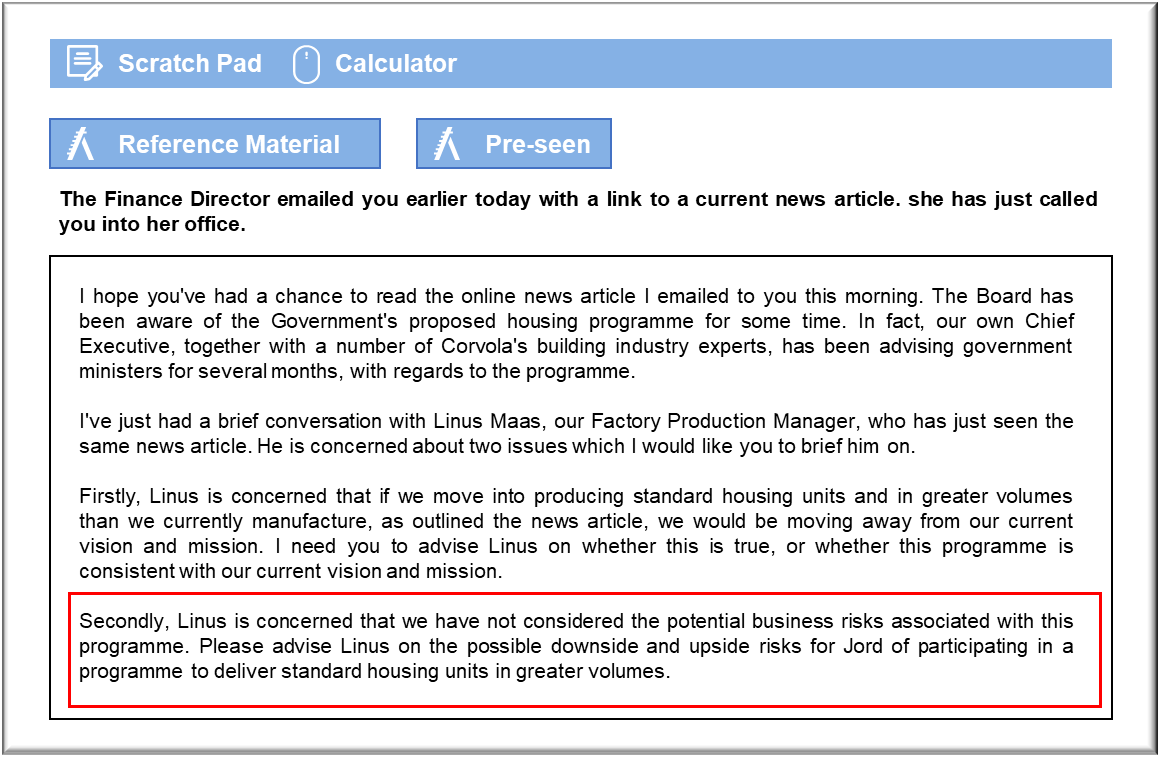 Scratch Pad Calculator
Reference Material Pre-seen
The Finance Director emailed you earlier today with a link to a current news article. she has just called
you into her office.
I hope you've had a chance to read the online news article I emailed to you this morning. The Board has
been aware of the Government's proposed housing programme for some time. In fact, our own Chief
Executive, together with a number of Corvola's building industry experts, has been advising government
ministers for several months, with regards to the programme.
I've just had a brief conversation with Linus Maas, our Factory Production Manager, who has just seen the
same news article. He is concerned about two issues which I would like you to brief him on.
Firstly, Linus is concerned that if we move into producing standard housing units and in greater volumes
than we currently manufacture, as outlined the news article, we would be moving away from our current
vision and mission. I need you to advise Linus on whether this is true, or whether this programme is
consistent with our current vision and mission.
Secondly, Linus is concerned that we have not considered the potential business risks associated with this
programme. Please advise Linus on the possible downside and upside risks for Jord of participating in a
programme to deliver standard housing units in greater volumes.